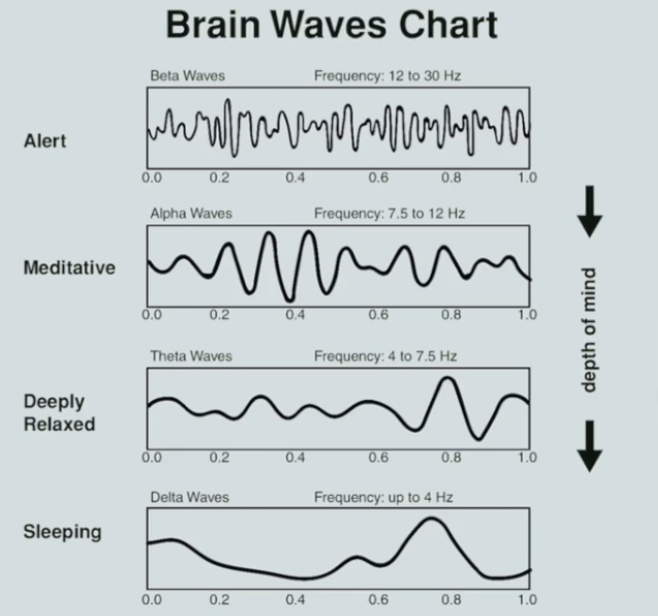 Brain Waves Chart
Beta Waves Frequency: 12 to 30 Hz
Alert
0.0 0.2 0.4 0.6 0.8 1.0
Alpha Waves Frequency: 7.5 to 12 Hz
Meditative
0.0 0.2 0.4 0.6 0.8 1.0
depth of mind
Theta Waves Frequency: 4 to 7.5 Hz
Deeply
Relaxed
0.0 0.2 0.4 0.6 0.8 1.0
Delta Waves Frequency: up to 4 Hz
Sleeping
0.0 0.2 0.4 0.6 0.8 1.0